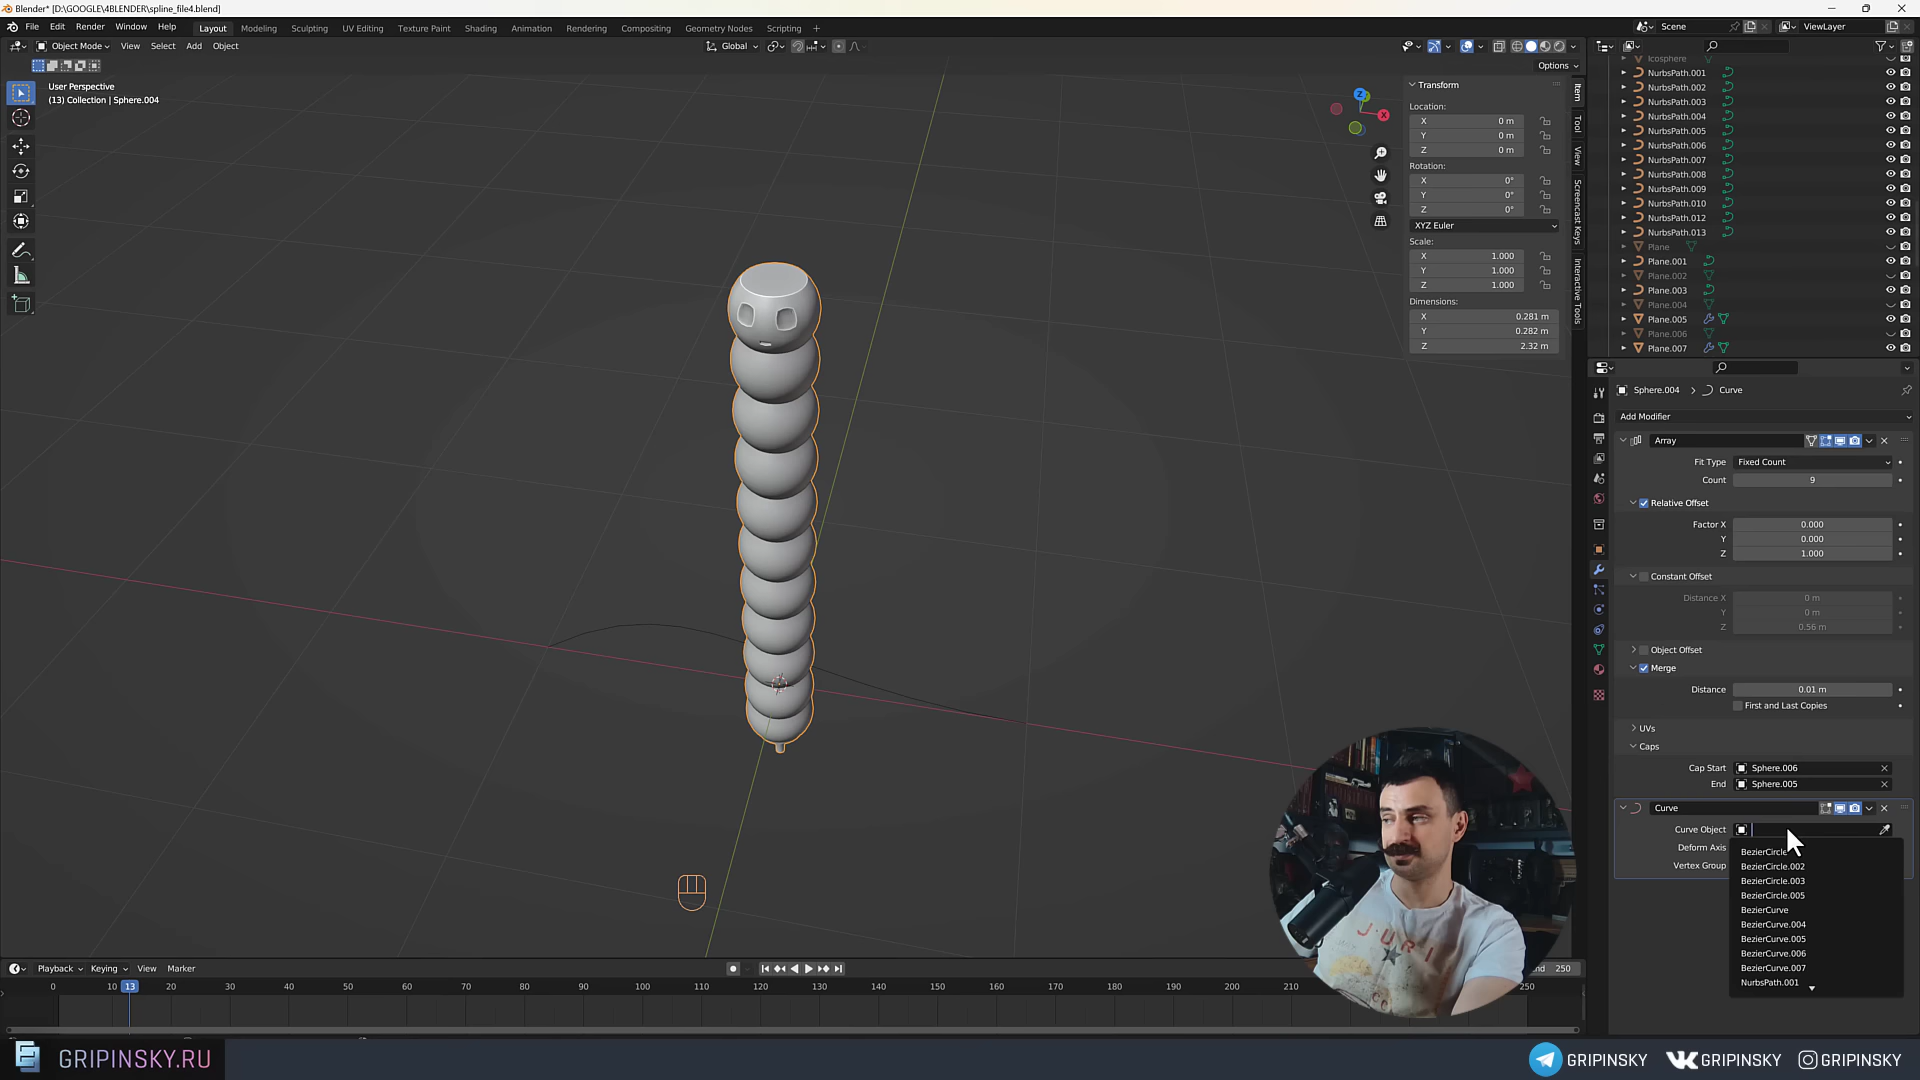 Blender* [D:\GOOGLE\4BLENDER\spline_file4.blend]
File Edit Render Window Help Layout Modeling Sculpting UV Editing Texture Paint Shading Animation Rendering Compositing Geometry Nodes Scripting + Scene ViewLayer
Object Mode View Select Add Object Global
Options
User Perspective
(13) Collection | Sphere.004
Z
X
Transform
Location:
X 0 m
Y 0 m
Z 0 m
Rotation:
X 0°
Y 0°
Z 0°
XYZ Euler
Scale:
X 1.000
Y 1.000
Z 1.000
Dimensions:
X 0.281 m
Y 0.282 m
Z 2.32 m
Item
Tool
View
Screencast Keys
Interactive Tools
Icosphere
NurbsPath.001
NurbsPath.002
NurbsPath.003
NurbsPath.004
NurbsPath.005
NurbsPath.006
NurbsPath.007
NurbsPath.008
NurbsPath.009
NurbsPath.010
NurbsPath.012
NurbsPath.013
Plane
Plane.001
Plane.002
Plane.003
Plane.004
Plane.005
Plane.006
Plane.007
Sphere.004 > Curve
Add Modifier
Array
Fit Type Fixed Count
Count 9
Relative Offset
Factor X 0.000
Y 0.000
Z 1.000
Constant Offset
Distance X 0 m
Y 0 m
Z 0.56 m
Object Offset
Merge
Distance 0.01 m
First and Last Copies
UVs
Caps
Cap Start Sphere.006
End Sphere.005
Curve
Curve Object
Deform Axis
Vertex Group
BezierCircle
BezierCircle.002
BezierCircle.003
BezierCircle.005
BezierCurve
BezierCurve.004
BezierCurve.005
BezierCurve.006
BezierCurve.007
NurbsPath.001
JURI
Playback Keying View Marker
250
0 10 13 20 30 40 50 60 70 80 90 100 110 120 130 140 150 160 170 180 190 200 250
GRIPINSKY.RU
GRIPINSKY GRIPINSKY GRIPINSKY